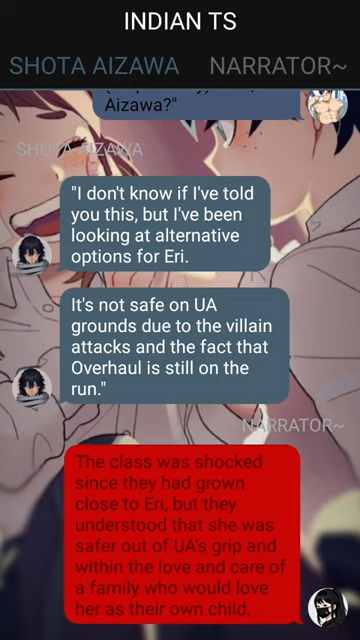 INDIAN TS
SHOTA AIZAWA NARRATOR~
Aizawa?"
SHOTA AIZAWA
"I don't know if I've told
you this, but I've been
looking at alternative
options for Eri.
It's not safe on UA
grounds due to the villain
attacks and the fact that
Overhaul is still on the
run."
NARRATOR~
The class was shocked
since they had grown
close to Eri, but they
understood that she was
safer out of UA's grip and
within the love and care of
a family who would love
her as their own child.